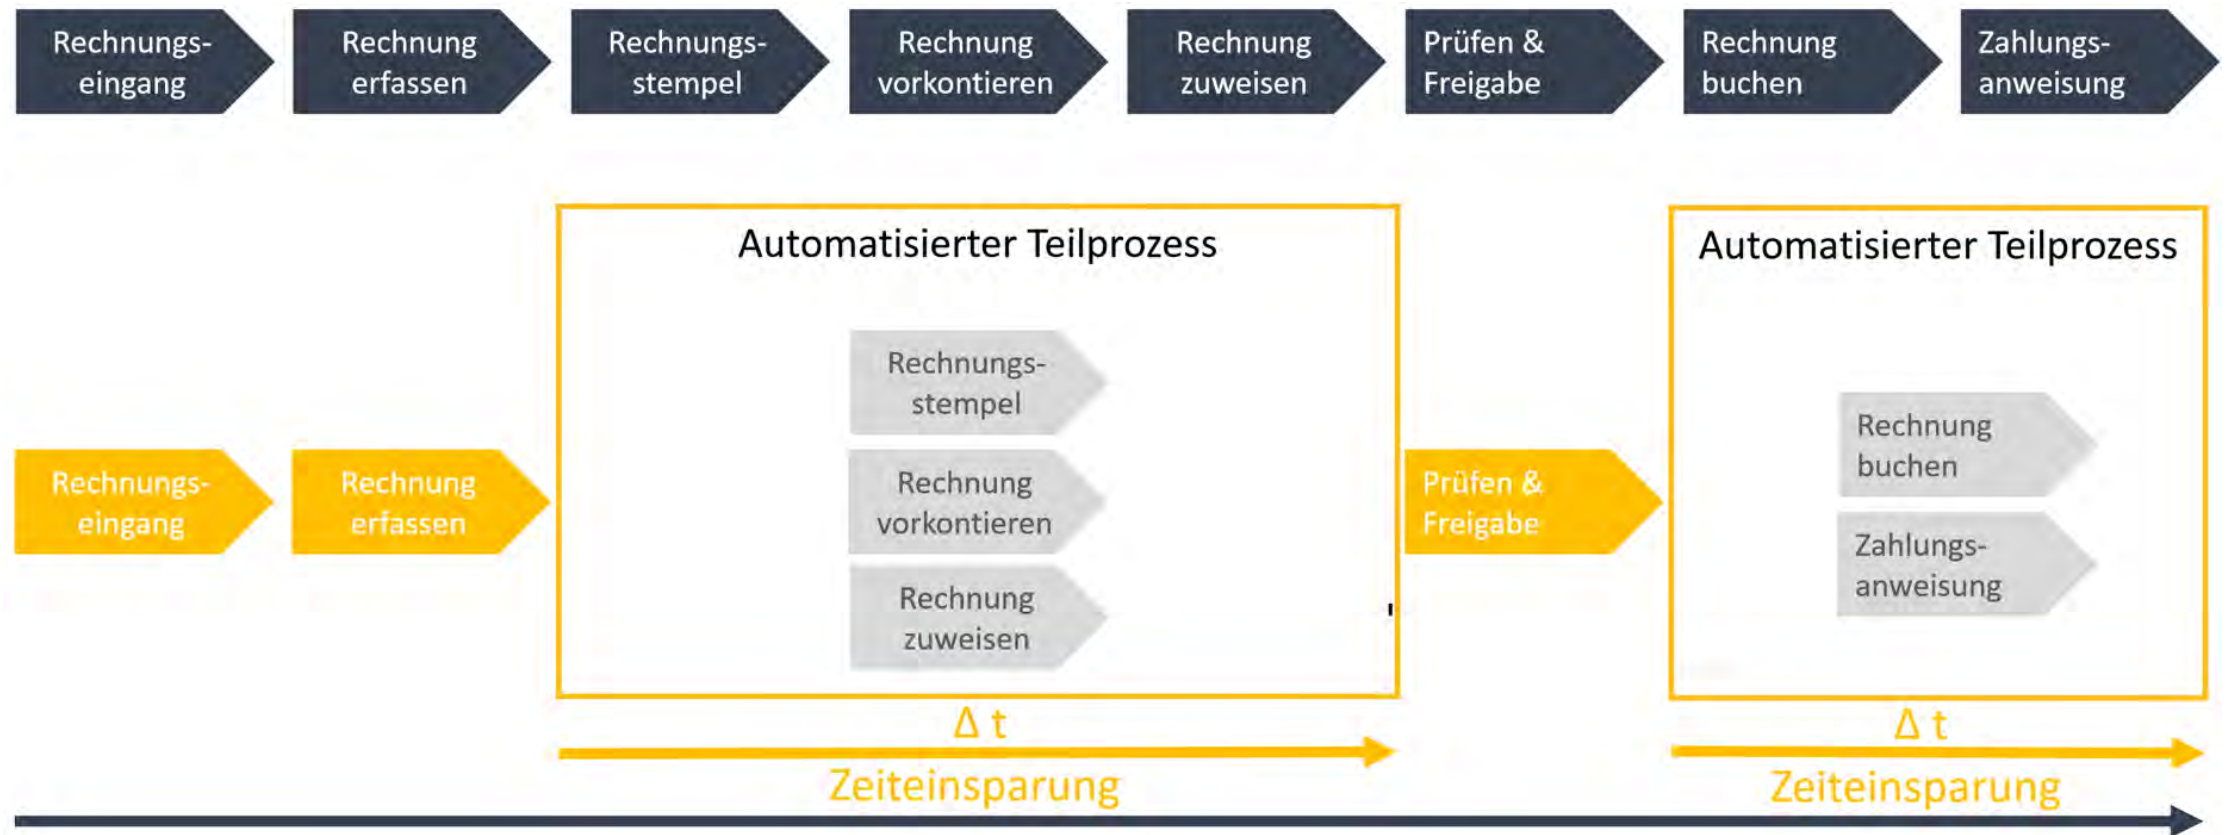 Rechnungs-
eingang
Rechnung
erfassen
Rechnungs-
stempel
Rechnung
vorkontieren
Rechnung
zuweisen
Prüfen &
Freigabe
Rechnung
buchen
Zahlungs-
anweisung
Automatisierter Teilprozess
Automatisierter Teilprozess
Rechnungs-
eingang
Rechnung
erfassen
Rechnungs-
stempel
Rechnung
vorkontieren
Rechnung
zuweisen
Prüfen &
Freigabe
Rechnung
buchen
Zahlungs-
anweisung
Δ t
Zeiteinsparung
Δ t
Zeiteinsparung